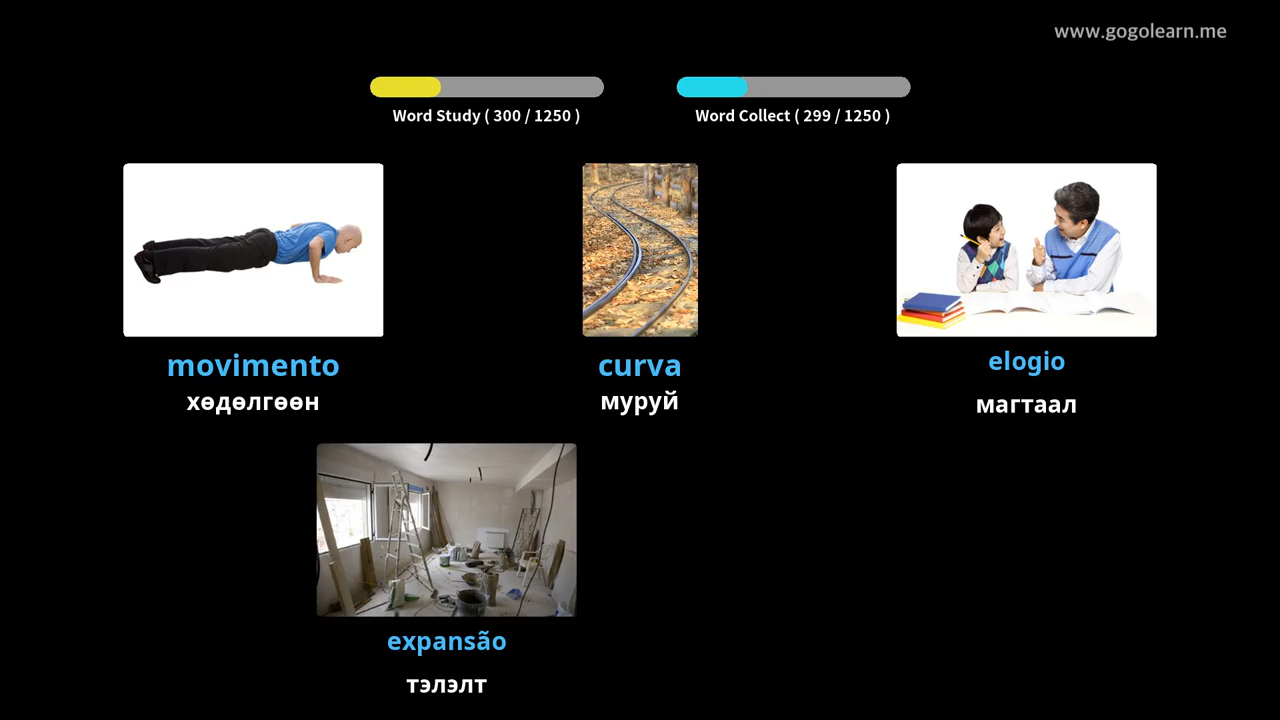 www.gogolearn.me
Word Study ( 300 / 1250 )
Word Collect ( 299 / 1250 )
movimento
хөдөлгөөн
curva
муруй
elogio
магтаал
expansão
тэлэлт